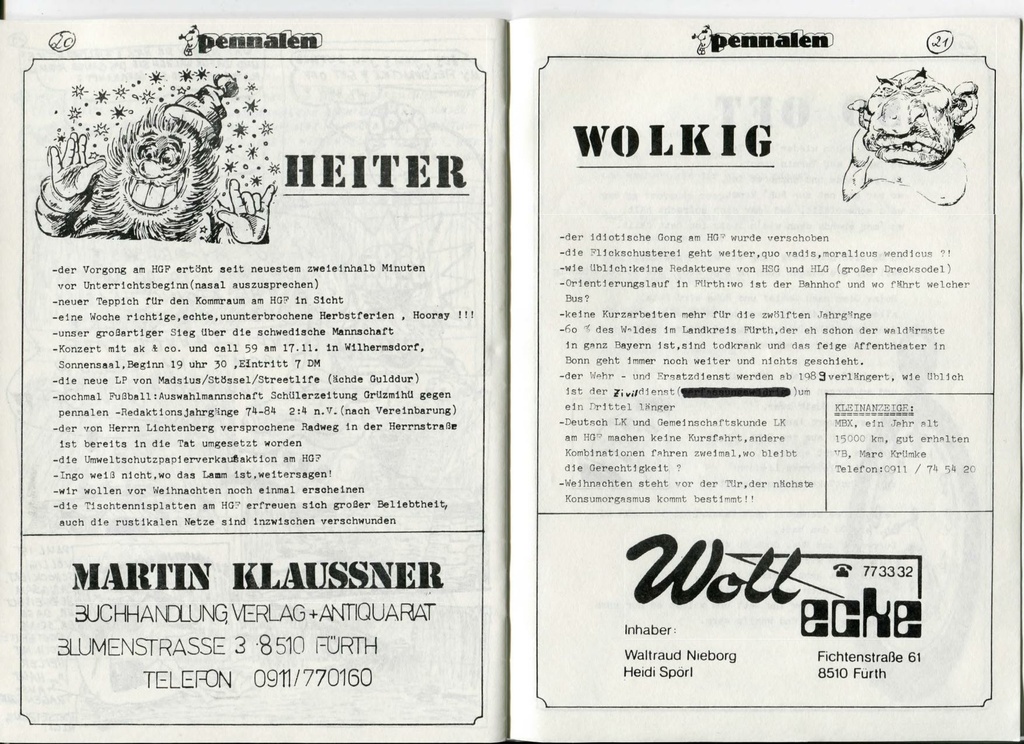 20
pennalen
HEITER
-der Vorgong am HGF ertönt seit neuestem zweieinhalb Minuten
vor Unterrichtsbeginn(nasal auszusprechen)
-neuer Teppich für den Kommraum am HGF in Sicht
-eine Woche richtige,echte,ununterbrochene Herbstferien , Hooray !!!
-unser großartiger Sieg über die schwedische Mannschaft
-Konzert mit ak & co. und call 59 am 17.11. in Wilhermsdorf,
Sonnensaal,Beginn 19 uhr 30 ,Eintritt 7 DM
-die neue LP von Madsius/Stössel/Streetlife (ächde Gulddur)
-nochmal Fußball:Auswahlmannschaft Schülerzeitung Grüzmihü gegen
pennalen -Redaktionsjahrgänge 74-84 2:4 n.V.(nach Vereinbarung)
-der von Herrn Lichtenberg versprochene Radweg in der Herrnstraße
ist bereits in die Tat umgesetzt worden
-die Umweltschutzpapierverkaufsaktion am HGF
-Ingo weiß nicht,wo das Lamm ist,weitersagen!
-wir wollen vor Weihnachten noch einmal erscheinen
-die Tischtennisplatten am HGF erfreuen sich großer Beliebtheit,
auch die rustikalen Netze sind inzwischen verschwunden
MARTIN KLAUSSNER
BUCHHANDLUNG, VERLAG+ANTIQUARIAT
BLUMENSTRASSE 3 8510 FÜRTH
TELEFON 0911/770160
pennalen
21
WOLKIG
-der idiotische Gong am HGF wurde verschoben
-die Flickschusterei geht weiter,quo vadis,moralicus wendicus ?!
-wie üblich:keine Redakteure von HSG und HLG (großer Drecksodel)
-Orientierungslauf in Fürth:wo ist der Bahnhof und wo fährt welcher
Bus?
-keine Kurzarbeiten mehr für die zwölften Jahrgänge
-60 % des Waldes im Landkreis Fürth,der eh schon der waldärmste
in ganz Bayern ist,sind todkrank und das feige Affentheater in
Bonn geht immer noch weiter und nichts geschieht.
-der Wehr - und Ersatzdienst werden ab 1989 verlängert, wie üblich
ist der Zivildienst( )um
ein Drittel länger
-Deutsch LK und Gemeinschaftskunde LK
am HGF machen keine Kursfahrt,andere
Kombinationen fahren zweimal,wo bleibt
die Gerechtigkeit ?
-Weihnachten steht vor der Tür,der nächste
Konsumorgasmus kommt bestimmt!!
KLEINANZEIGE:
MBX, ein Jahr alt
15000 km, gut erhalten
VB, Marc Krümke
Telefon:0911 / 74 54 20
Woll
ecke
☎ 773332
Inhaber:
Waltraud Nieborg
Heidi Spörl
Fichtenstraße 61
8510 Fürth